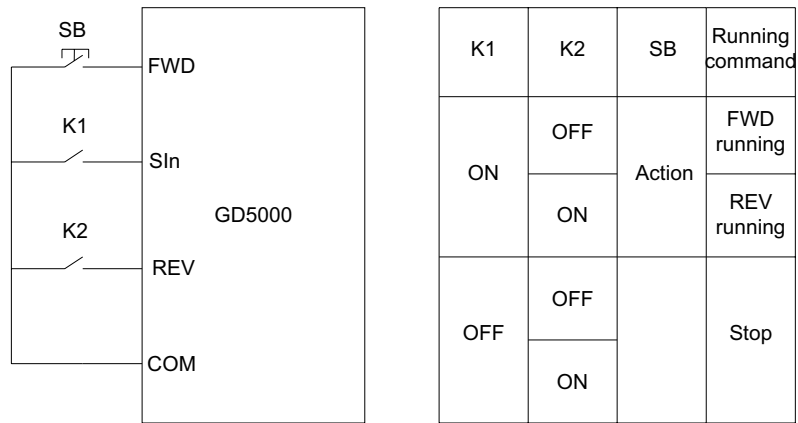 SB
FWD
K1
SIn
GD5000
K2
REV
COM
K1 K2 SB Running
command
ON OFF Action FWD
running
ON REV
running
OFF OFF Stop
ON